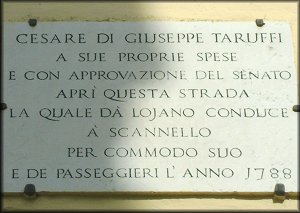 CESARE DI GIUSEPPE TARUFFI
A SUE PROPRIE SPESE
E CON APPROVAZIONE DEL SENATO
APRÌ QUESTA STRADA
LA QUALE DÀ LOJANO CONDUCE
À SCANNELLO
PER COMMODO SUO
E DE PASSEGGIERI L'ANNO 1788